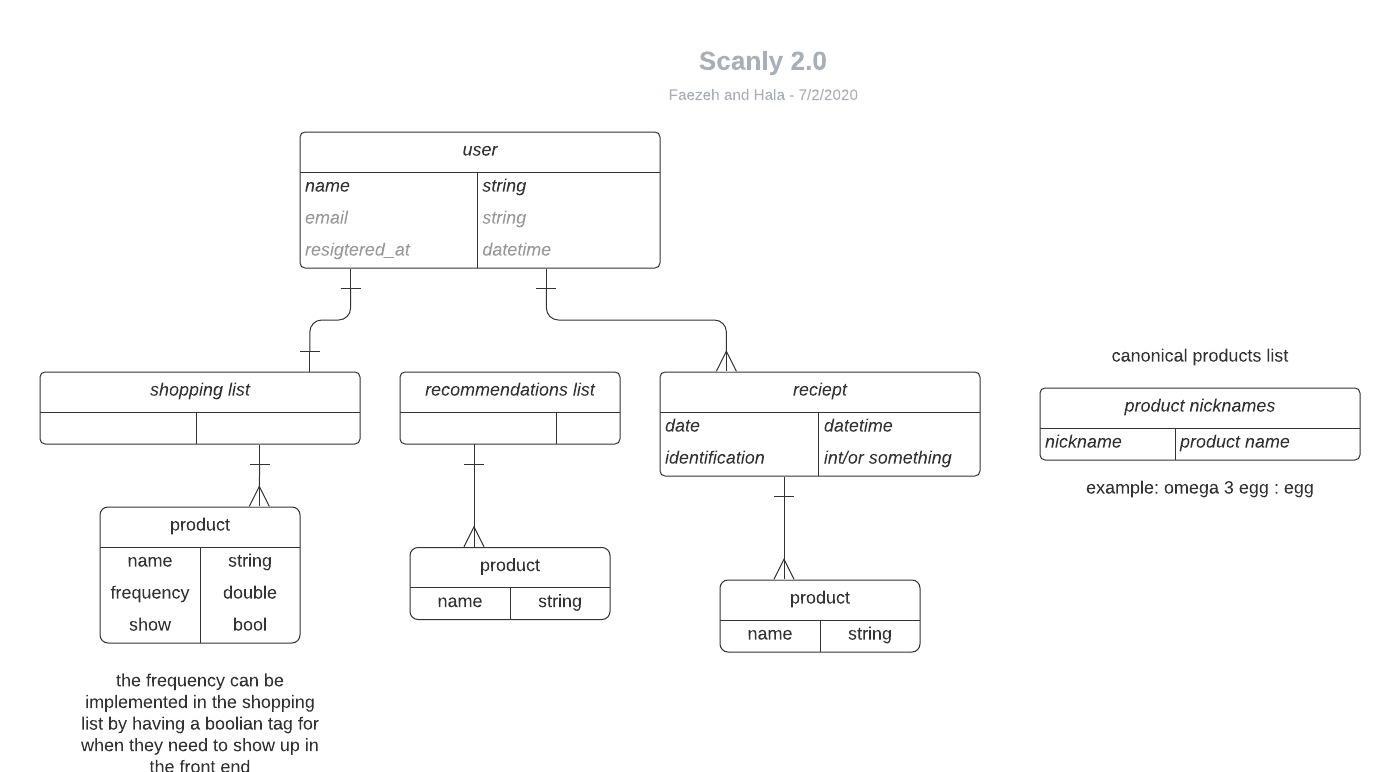 Scanly 2.0
Faezeh and Hala - 7/2/2020
user
name string
email string
resigtered_at datetime
shopping list
recommendations list
reciept
date datetime
identification int/or something
canonical products list
product nicknames
nickname product name
example: omega 3 egg : egg
product
name string
frequency double
show bool
product
name string
product
name string
the frequency can be
implemented in the shopping
list by having a boolian tag for
when they need to show up in
the front end